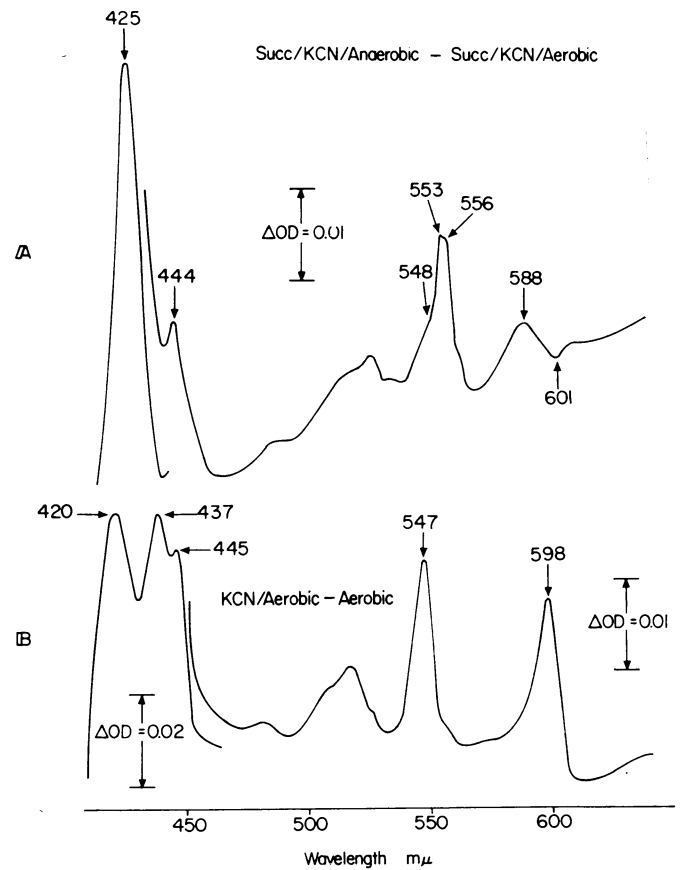 425
Succ/KCN/Anaerobic – Succ/KCN/Aerobic
553
556
ΔOD = 0.01
A
444
548
588
601
420
437
547
445
598
KCN/Aerobic – Aerobic
ΔOD = 0.01
B
ΔOD = 0.02
450
500
550
600
Wavelength mμ